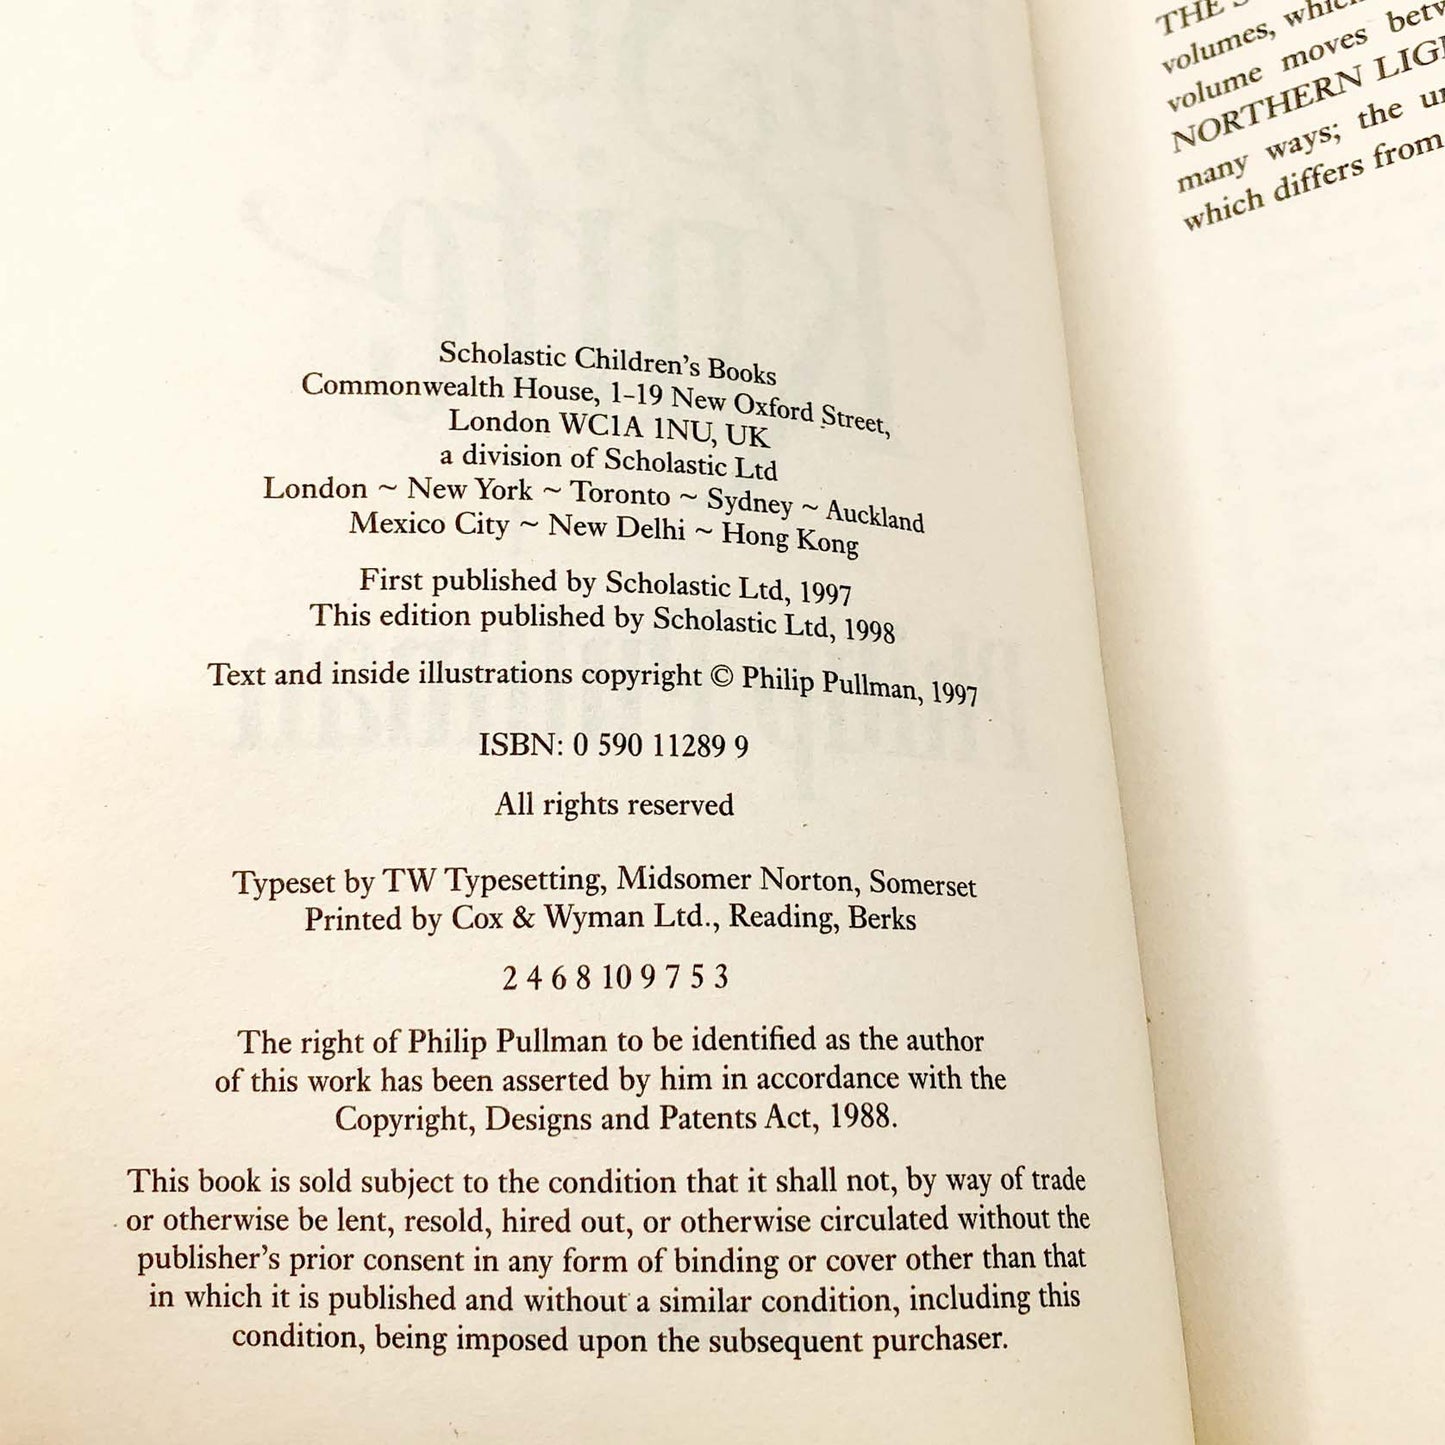 Scholastic Children's Books
Commonwealth House, 1–19 New Oxford Street,
London WC1A 1NU, UK
a division of Scholastic Ltd
London ~ New York ~ Toronto ~ Sydney ~ Auckland
Mexico City ~ New Delhi ~ Hong Kong
First published by Scholastic Ltd, 1997
This edition published by Scholastic Ltd, 1998
Text and inside illustrations copyright © Philip Pullman, 1997
ISBN: 0 590 11289 9
All rights reserved
Typeset by TW Typesetting, Midsomer Norton, Somerset
Printed by Cox & Wyman Ltd., Reading, Berks
2 4 6 8 10 9 7 5 3
The right of Philip Pullman to be identified as the author
of this work has been asserted by him in accordance with the
Copyright, Designs and Patents Act, 1988.
This book is sold subject to the condition that it shall not, by way of trade
or otherwise be lent, resold, hired out, or otherwise circulated without the
publisher's prior consent in any form of binding or cover other than that
in which it is published and without a similar condition, including this
condition, being imposed upon the subsequent purchaser.
THE
volumes,
volume moves
NORTHERN
many ways; the
which differs from